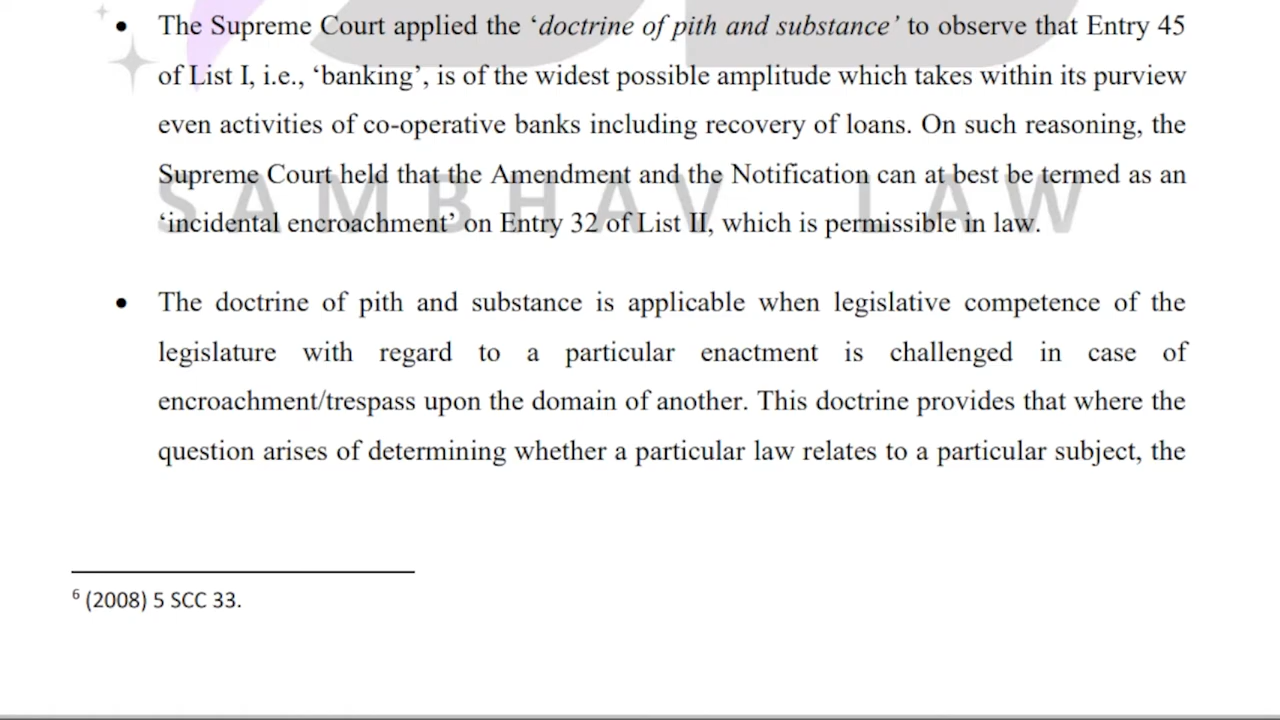 • The Supreme Court applied the ‘doctrine of pith and substance’ to observe that Entry 45
of List I, i.e., ‘banking’, is of the widest possible amplitude which takes within its purview
even activities of co-operative banks including recovery of loans. On such reasoning, the
Supreme Court held that the Amendment and the Notification can at best be termed as an
SAMBHAV LAW
‘incidental encroachment’ on Entry 32 of List II, which is permissible in law.
• The doctrine of pith and substance is applicable when legislative competence of the
legislature with regard to a particular enactment is challenged in case of
encroachment/trespass upon the domain of another. This doctrine provides that where the
question arises of determining whether a particular law relates to a particular subject, the
6 (2008) 5 SCC 33.